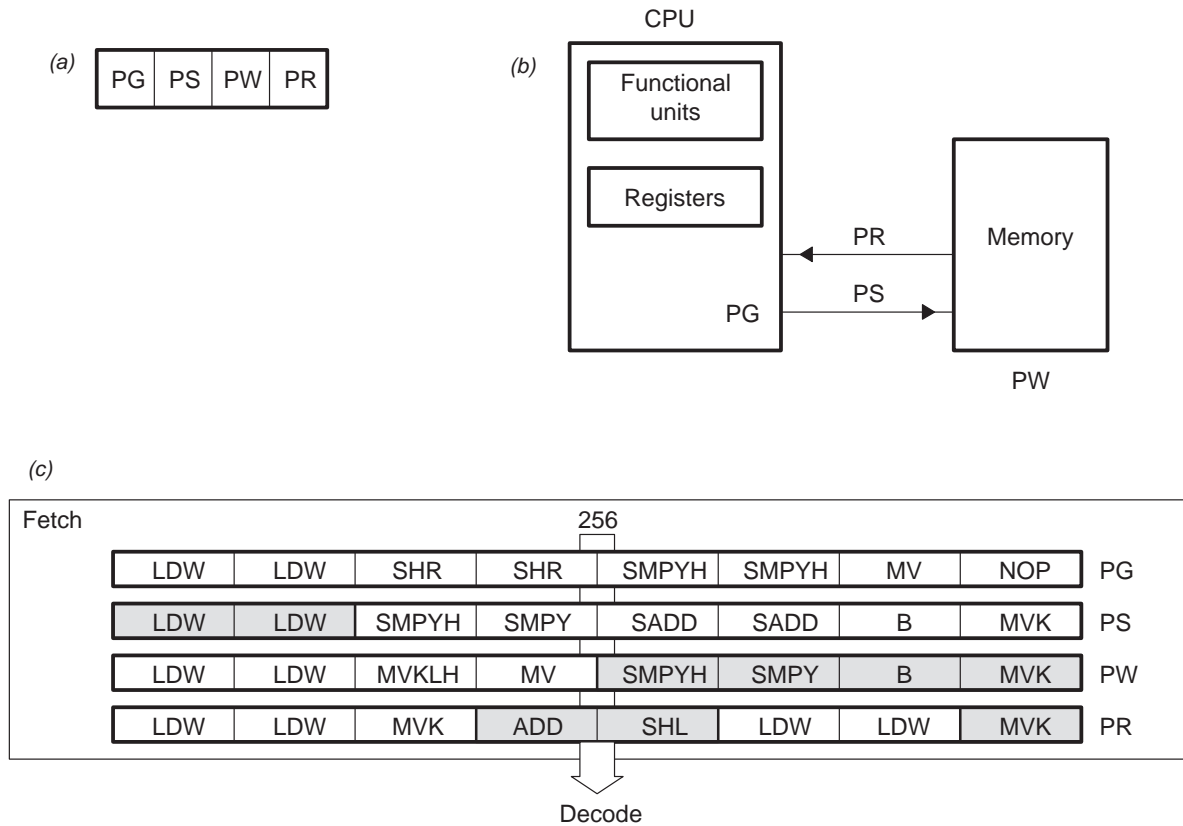 (a)
PG PS PW PR
CPU
(b)
Functional
units
Registers
PR
PS
PG
Memory
PW
(c)
Fetch
256
LDW LDW SHR SHR SMPYH SMPYH MV NOP PG
LDW LDW SMPYH SMPY SADD SADD B MVK PS
LDW LDW MVKLH MV SMPYH SMPY B MVK PW
LDW LDW MVK ADD SHL LDW LDW MVK PR
Decode